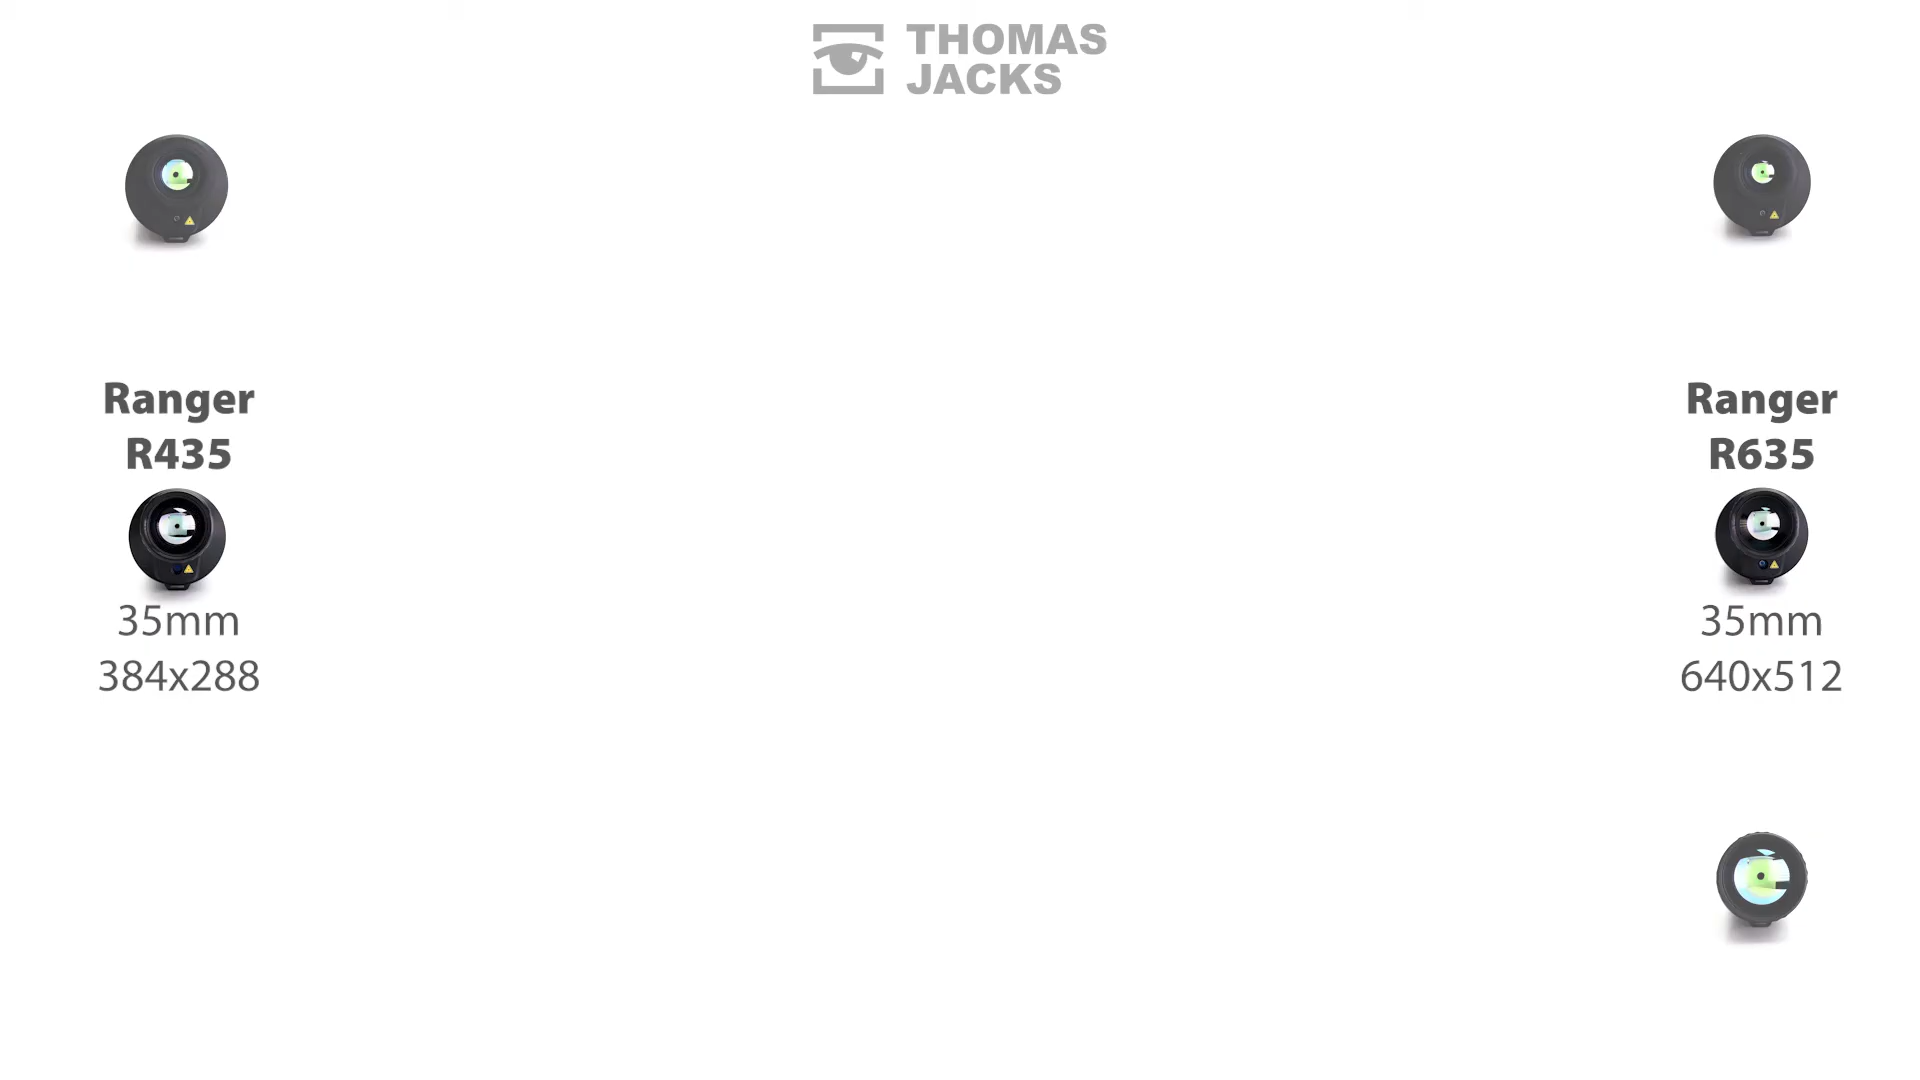 THOMAS
JACKS
Ranger
R435
35mm
384x288
Ranger
R635
35mm
640x512